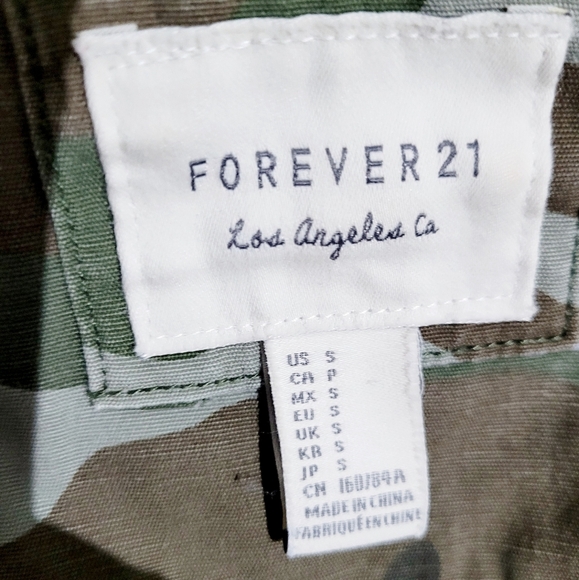 FOREVER 21
Los Angeles Ca
US S
CA P
MX S
EU S
UK S
KR S
JP S
CN 160/84A
MADE IN CHINA
FABRIQUÉ EN CHINE